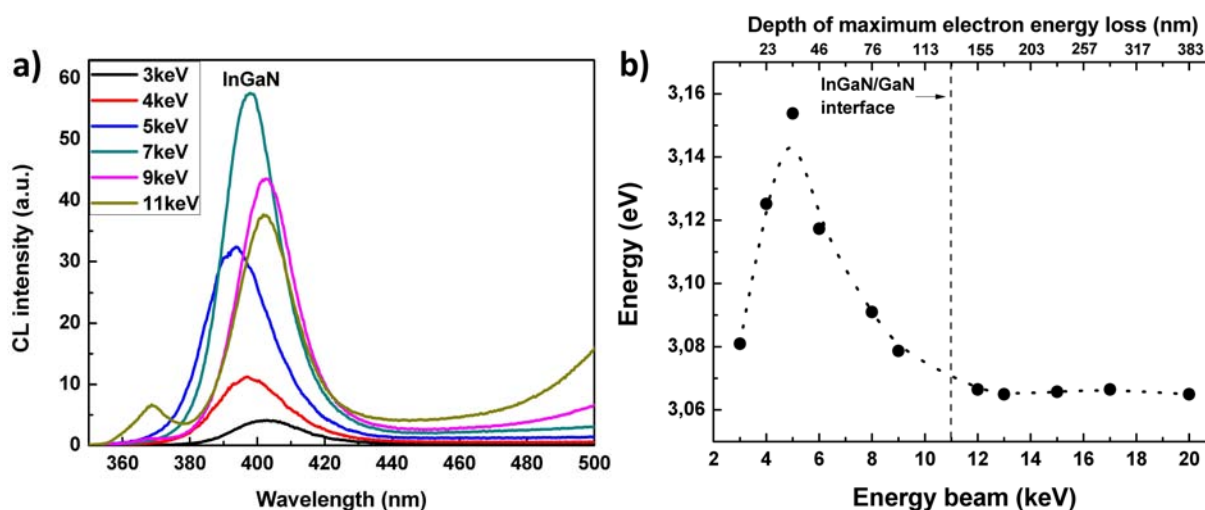 a)
60
50
40
30
20
10
0
CL intensity (a.u.)
InGaN
3keV
4keV
5keV
7keV
9keV
11keV
360 380 400 420 440 460 480 500
Wavelength (nm)
b)
Depth of maximum electron energy loss (nm)
23 46 76 113 155 203 257 317 383
InGaN/GaN
interface
3,16
3,14
3,12
3,10
3,08
3,06
Energy (eV)
2 4 6 8 10 12 14 16 18 20
Energy beam (keV)